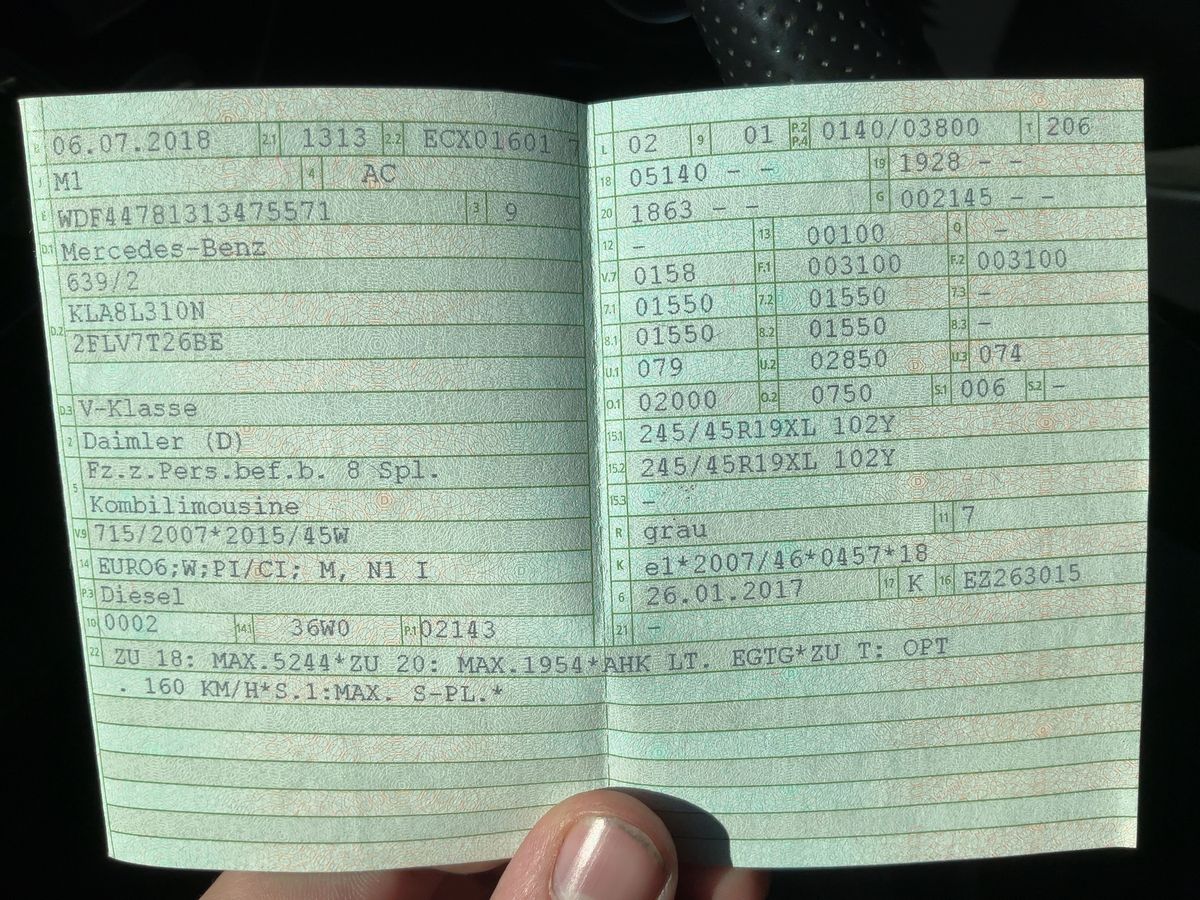 B 06.07.2018 2.1 1313 2.2 ECX01601 -
J M1 4 AC
E WDF44781313475571 3 9
D.1 Mercedes-Benz
639/2
KLA8L310N
D.2 2FLV7T26BE
D.3 V-Klasse
2 Daimler (D)
Fz.z.Pers.bef.b. 8 Spl.
5
Kombilimousine
V.9 715/2007*2015/45W
14 EURO6;W;PI/CI; M, N1 I
P.3 Diesel
10 0002 14.1 36W0 P.1 02143
L 02 9 01 P.2 P.4 0140/03800 T 206
18 05140 - - 19 1928 - -
20 1863 - - G 002145 - -
12 - 13 00100 Q -
V.7 0158 F.1 003100 F.2 003100
7.1 01550 7.2 01550 7.3 -
8.1 01550 8.2 01550 8.3 -
U.1 079 U.2 02850 U.3 074
O.1 02000 O.2 0750 S.1 006 S.2 -
15.1 245/45R19XL 102Y
15.2 245/45R19XL 102Y
15.3 -
R grau 11 7
K e1*2007/46*0457*18
6 26.01.2017 17 K 16 EZ263015
21 -
22 ZU 18: MAX.5244*ZU 20: MAX.1954*AHK LT. EGTG*ZU T: OPT
. 160 KM/H*S.1:MAX. S-PL.*